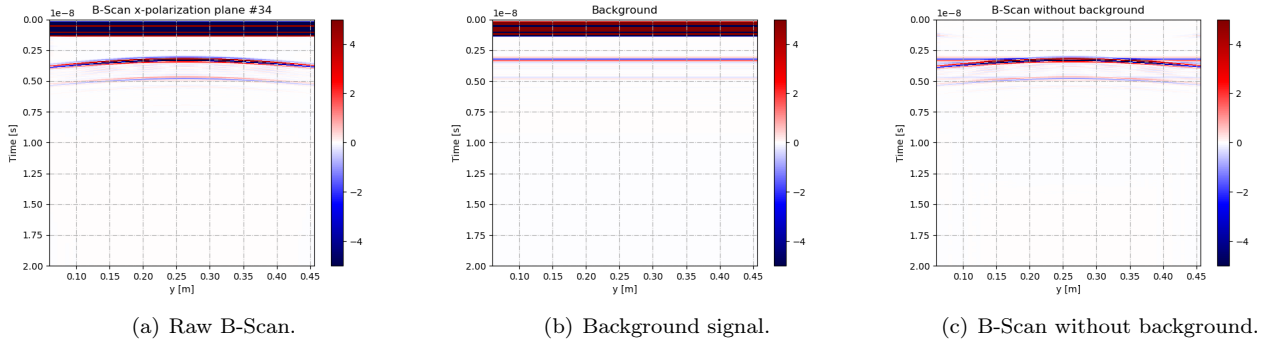 B-Scan x-polarization plane #34
1e−8
0.00
0.25
0.50
0.75
1.00
1.25
1.50
1.75
2.00
Time [s]
0.10 0.15 0.20 0.25 0.30 0.35 0.40 0.45
y [m]
4
2
0
−2
−4
(a) Raw B-Scan.
Background
1e−8
0.00
0.25
0.50
0.75
1.00
1.25
1.50
1.75
2.00
Time [s]
0.10 0.15 0.20 0.25 0.30 0.35 0.40 0.45
y [m]
4
2
0
−2
−4
(b) Background signal.
B-Scan without background
1e−8
0.00
0.25
0.50
0.75
1.00
1.25
1.50
1.75
2.00
Time [s]
0.10 0.15 0.20 0.25 0.30 0.35 0.40 0.45
y [m]
4
2
0
−2
−4
(c) B-Scan without background.